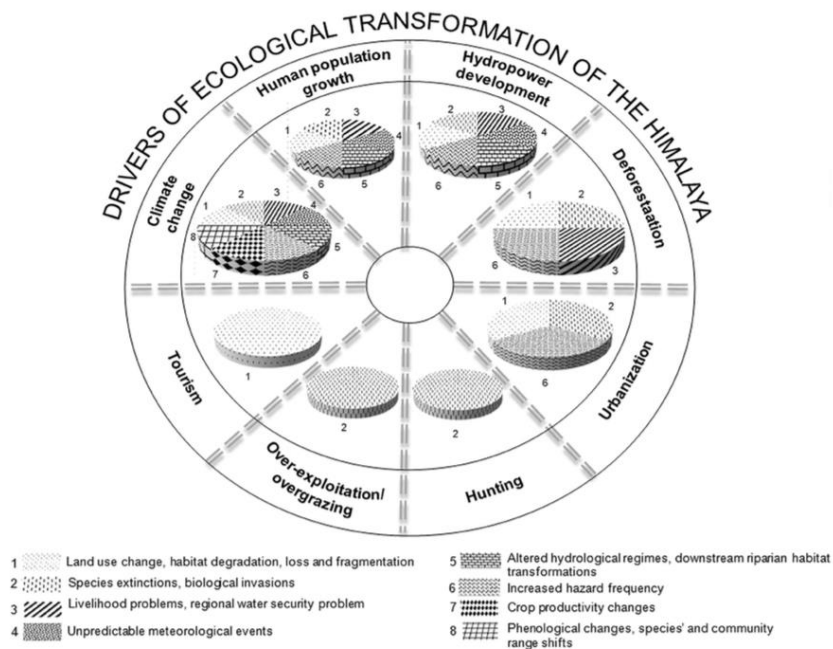 DRIVERS OF ECOLOGICAL TRANSFORMATION OF THE HIMALAYA
Human population
growth
1
2
3
4
5
6
Hydropower
development
1
2
3
4
5
6
Deforestaation
1
2
3
6
Urbanization
1
2
6
Hunting
2
Over-exploitation/
overgrazing
2
Tourism
1
Climate
change
1
2
3
4
5
6
7
8
1 Land use change, habitat degradation, loss and fragmentation
2 Species extinctions, biological invasions
3 Livelihood problems, regional water security problem
4 Unpredictable meteorological events
5 Altered hydrological regimes, downstream riparian habitat
transformations
6 Increased hazard frequency
7 Crop productivity changes
8 Phenological changes, species' and community
range shifts